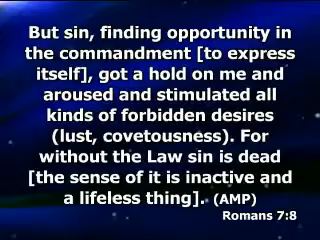 But sin, finding opportunity in
the commandment [to express
itself], got a hold on me and
aroused and stimulated all
kinds of forbidden desires
(lust, covetousness). For
without the Law sin is dead
[the sense of it is inactive and
a lifeless thing]. (AMP)
Romans 7:8